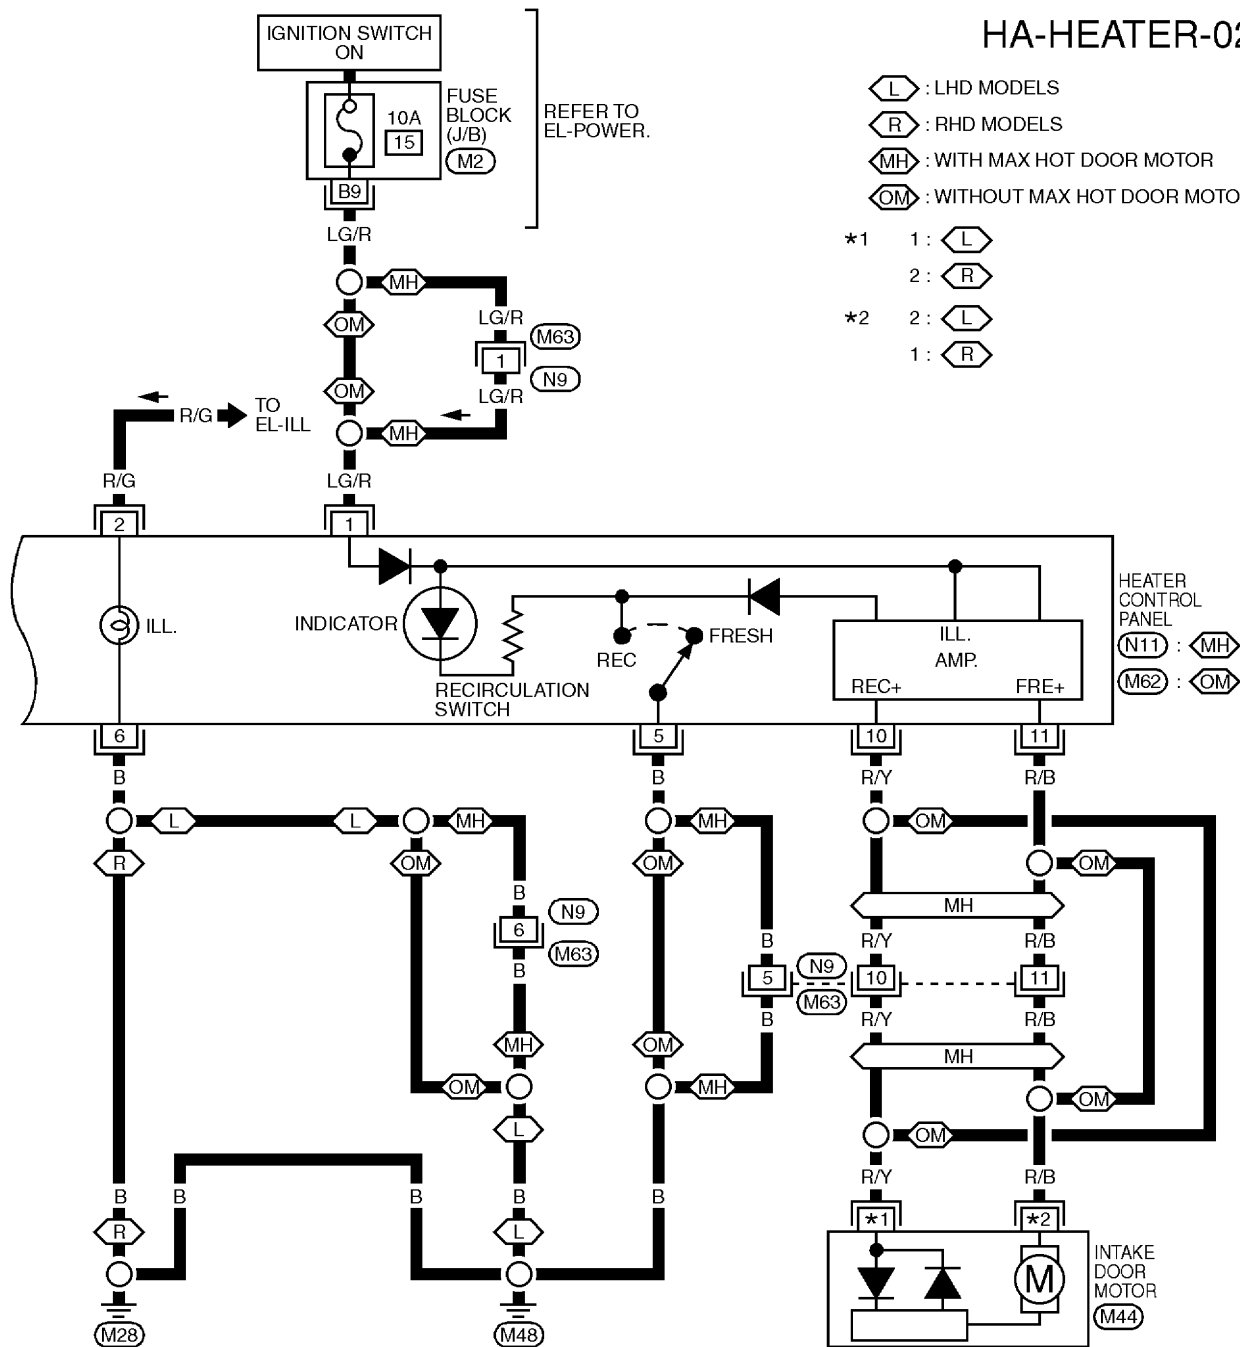 HA-HEATER-02
IGNITION SWITCH
ON
10A
15
FUSE
BLOCK
(J/B)
M2
REFER TO
EL-POWER.
B9
L : LHD MODELS
R : RHD MODELS
MH : WITH MAX HOT DOOR MOTOR
OM : WITHOUT MAX HOT DOOR MOTO
*1 1 : L
2 : R
*2 2 : L
1 : R
LG/R
MH
OM
LG/R
M63
1
N9
OM
LG/R
MH
R/G
TO
EL-ILL
R/G
LG/R
2
1
ILL.
INDICATOR
RECIRCULATION
SWITCH
REC
FRESH
ILL.
AMP.
REC+
FRE+
HEATER
CONTROL
PANEL
N11 : MH
M62 : OM
6
5
10
11
B
B
R/Y
R/B
L
L
MH
MH
OM
R
OM
OM
OM
B
N9
6
M63
B
MH
R/Y
R/B
B
5
N9
M63
10
11
B
R/Y
R/B
MH
OM
MH
OM
MH
OM
L
OM
B
B
B
B
B
R/Y
R/B
R
L
*1
*2
M
INTAKE
DOOR
MOTOR
M44
M28
M48